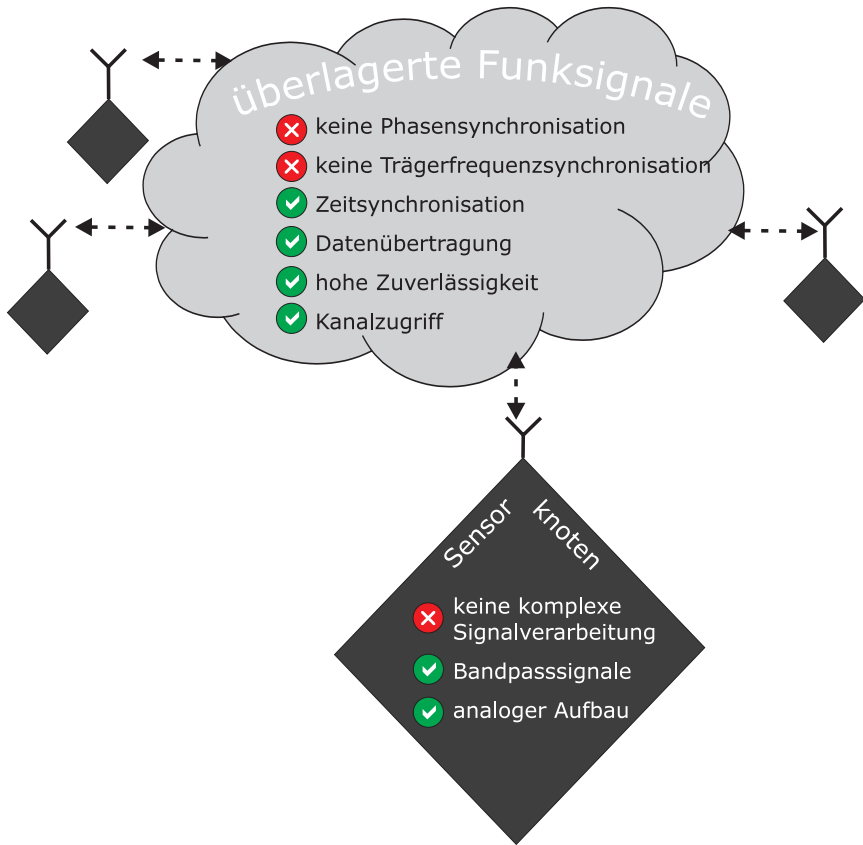 überlagerte Funksignale
keine Phasensynchronisation
keine Trägerfrequenzsynchronisation
Zeitsynchronisation
Datenübertragung
hohe Zuverlässigkeit
Kanalzugriff
Sensor knoten
keine komplexe
Signalverarbeitung
Bandpasssignale
analoger Aufbau